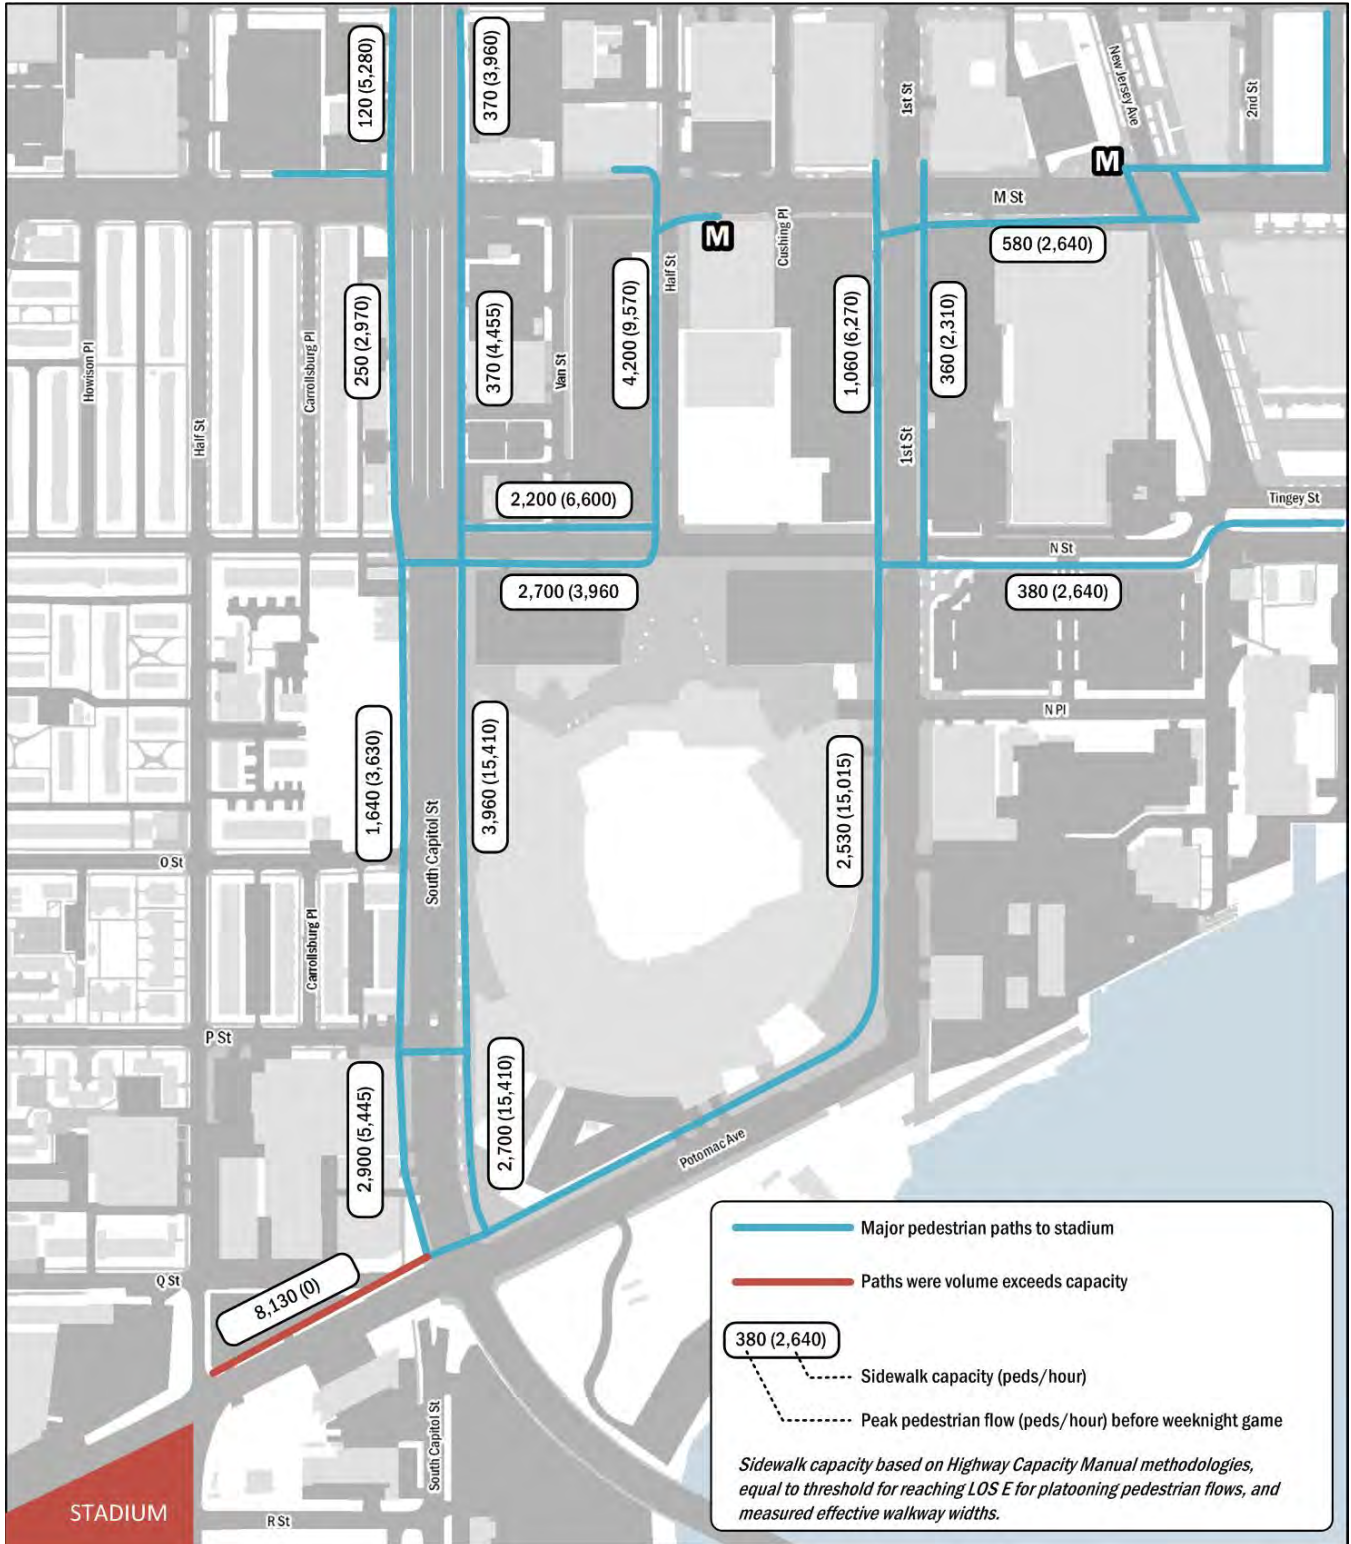 120 (5,280)
370 (3,960)
1st St
New Jersey Ave
2nd St
M
M St
M
Cushing Pl
Half St
580 (2,640)
250 (2,970)
370 (4,455)
4,200 (9,570)
1,060 (6,270)
360 (2,310)
Howison Pl
Carrollsburg Pl
Van St
Half St
1st St
2,200 (6,600)
Tingey St
N St
2,700 (3,960
380 (2,640)
N Pl
1,640 (3,630)
3,960 (15,410)
2,530 (15,015)
South Capitol St
O St
Carrollsburg Pl
P St
2,900 (5,445)
2,700 (15,410)
Potomac Ave
Q St
8,130 (0)
South Capitol St
STADIUM
R St
Major pedestrian paths to stadium
Paths were volume exceeds capacity
380 (2,640)
Sidewalk capacity (peds/hour)
Peak pedestrian flow (peds/hour) before weeknight game
Sidewalk capacity based on Highway Capacity Manual methodologies,
equal to threshold for reaching LOS E for platooning pedestrian flows, and
measured effective walkway widths.